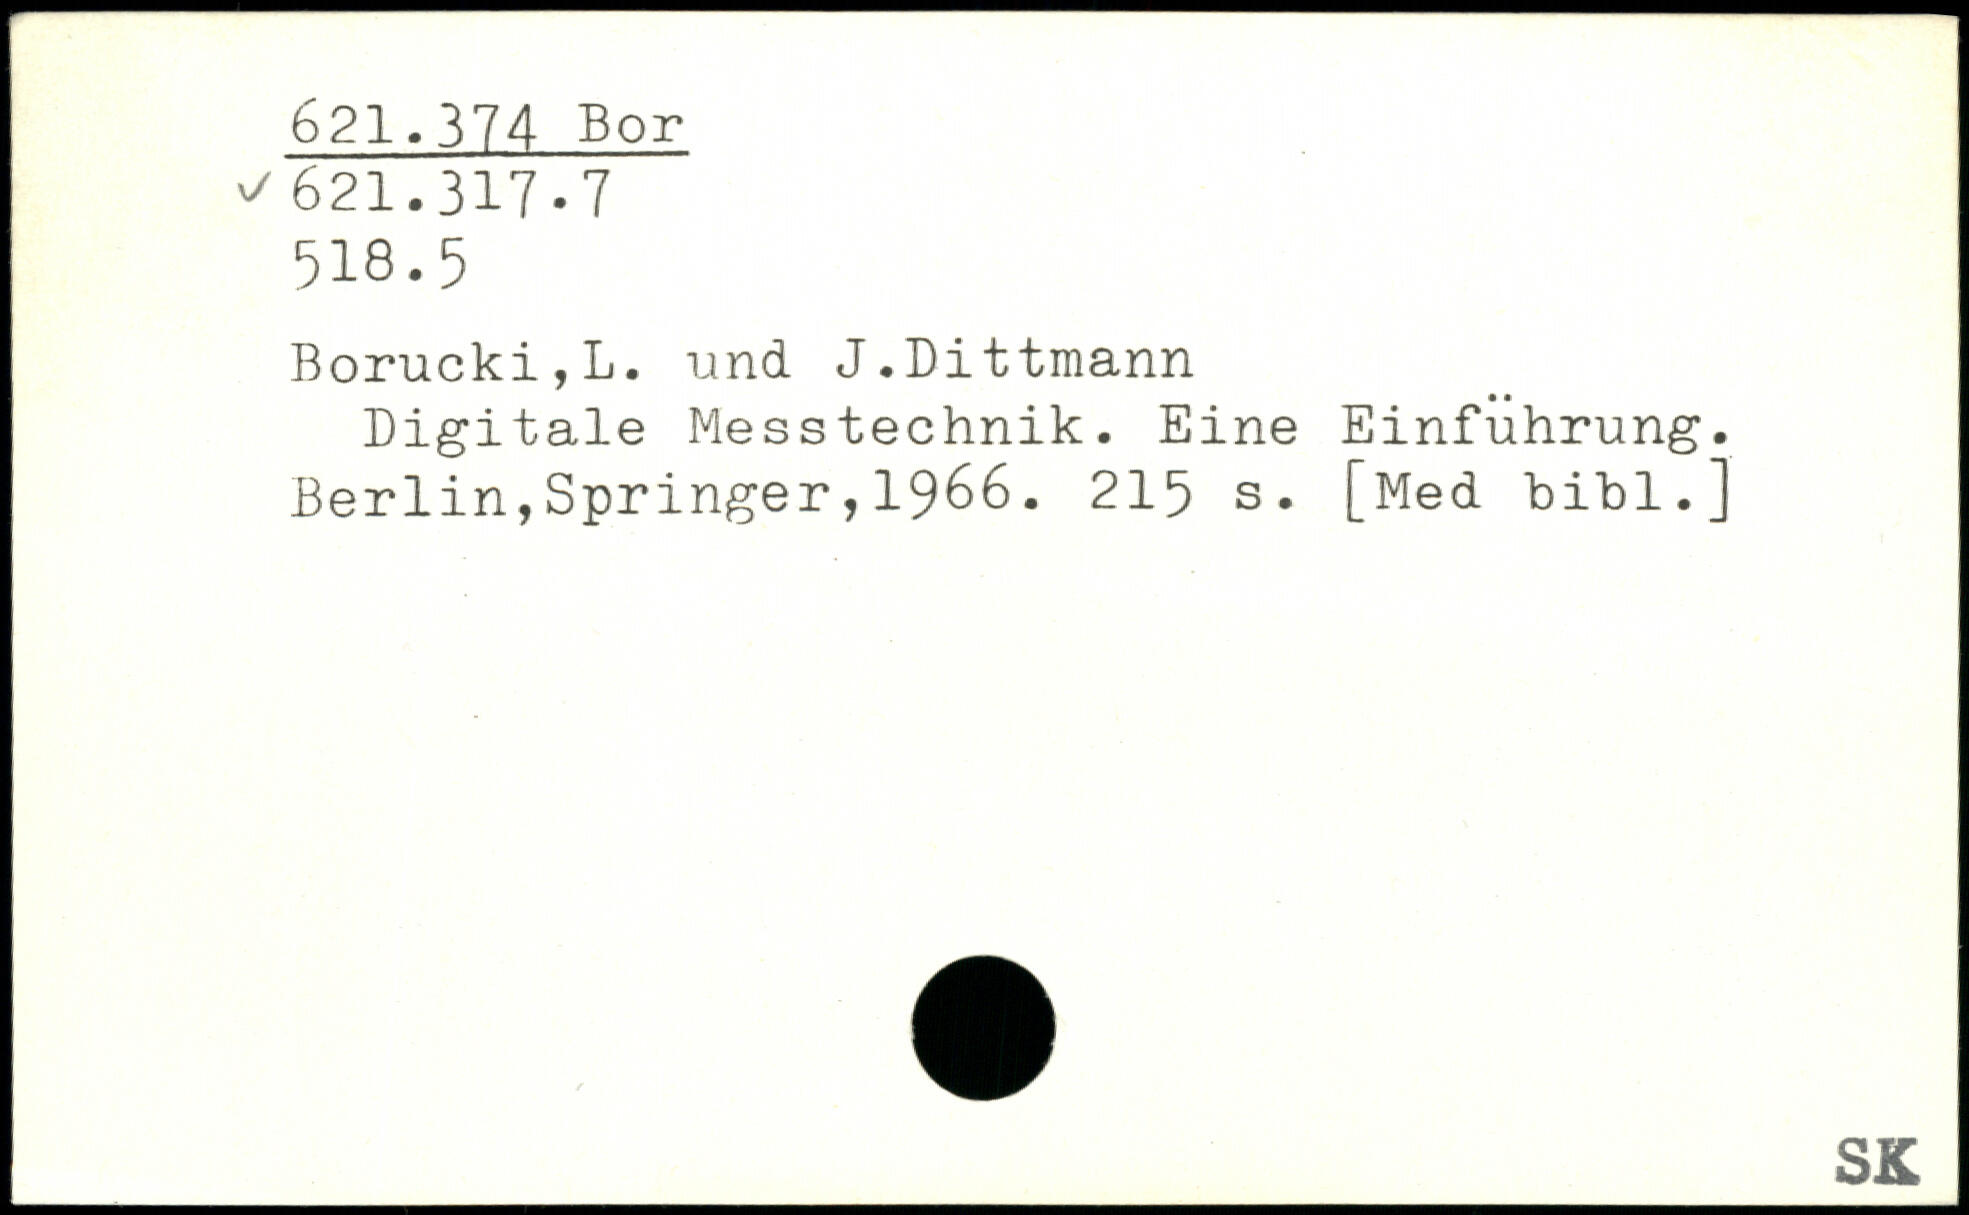 621.374 Bor
✓ 621.317.7
518.5
Borucki,L. und J.Dittmann
Digitale Messtechnik. Eine Einführung.
Berlin,Springer,1966. 215 s. [Med bibl.]
SK